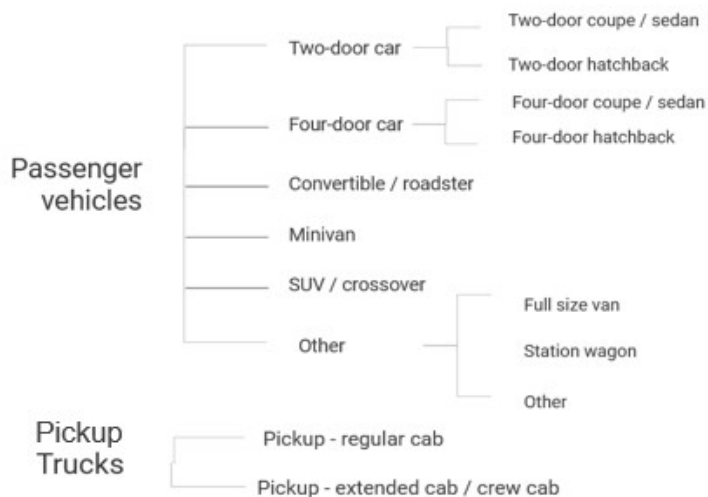 Passenger
vehicles
Two-door car
Two-door coupe / sedan
Two-door hatchback
Four-door car
Four-door coupe / sedan
Four-door hatchback
Convertible / roadster
Minivan
SUV / crossover
Other
Full size van
Station wagon
Other
Pickup
Trucks
Pickup - regular cab
Pickup - extended cab / crew cab